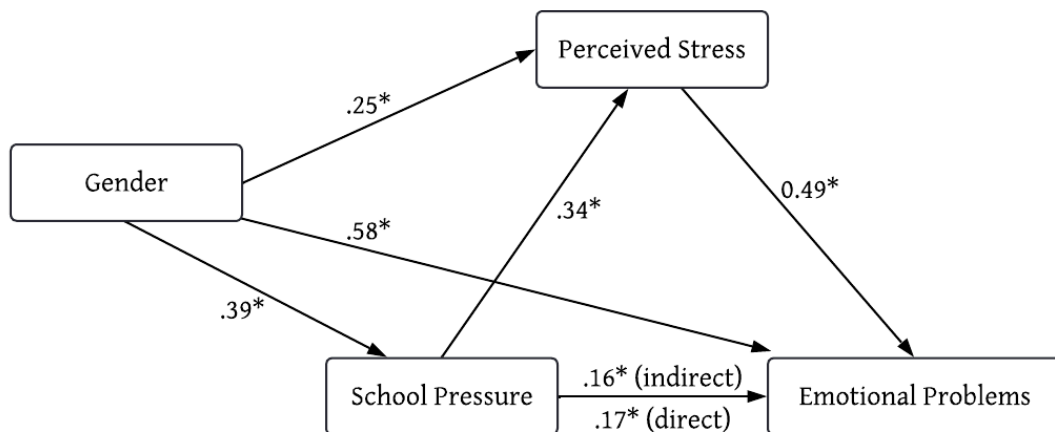 Perceived Stress
.25*
Gender
0.49*
.34*
.58*
.39*
.16* (indirect)
School Pressure
Emotional Problems
.17* (direct)